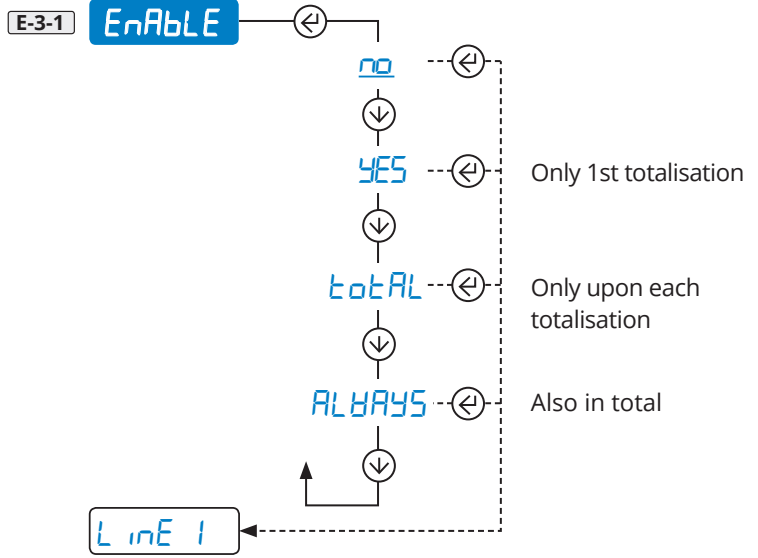 E-3-1 EnAbLE
no
YES Only 1st totalisation
totAL Only upon each
totalisation
ALWAYS Also in total
LinE 1